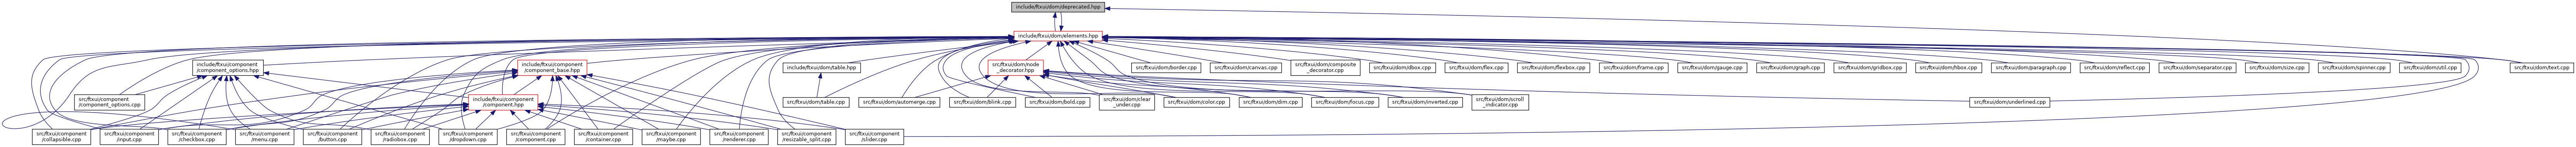 include/ftxui/dom/deprecated.hpp
include/ftxui/dom/elements.hpp
include/ftxui/component
/component_options.hpp
include/ftxui/component
/component_base.hpp
include/ftxui/dom/table.hpp
src/ftxui/dom/node
_decorator.hpp
src/ftxui/dom/border.cpp
src/ftxui/dom/canvas.cpp
src/ftxui/dom/composite
_decorator.cpp
src/ftxui/dom/dbox.cpp
src/ftxui/dom/flex.cpp
src/ftxui/dom/flexbox.cpp
src/ftxui/dom/frame.cpp
src/ftxui/dom/gauge.cpp
src/ftxui/dom/graph.cpp
src/ftxui/dom/gridbox.cpp
src/ftxui/dom/hbox.cpp
src/ftxui/dom/paragraph.cpp
src/ftxui/dom/reflect.cpp
src/ftxui/dom/separator.cpp
src/ftxui/dom/size.cpp
src/ftxui/dom/spinner.cpp
src/ftxui/dom/util.cpp
src/ftxui/dom/text.cpp
src/ftxui/component
/component_options.cpp
include/ftxui/component
/component.hpp
src/ftxui/dom/table.cpp
src/ftxui/dom/automerge.cpp
src/ftxui/dom/blink.cpp
src/ftxui/dom/bold.cpp
src/ftxui/dom/clear
_under.cpp
src/ftxui/dom/color.cpp
src/ftxui/dom/dim.cpp
src/ftxui/dom/focus.cpp
src/ftxui/dom/inverted.cpp
src/ftxui/dom/scroll
_indicator.cpp
src/ftxui/dom/underlined.cpp
src/ftxui/component
/collapsible.cpp
src/ftxui/component
/input.cpp
src/ftxui/component
/checkbox.cpp
src/ftxui/component
/menu.cpp
src/ftxui/component
/button.cpp
src/ftxui/component
/radiobox.cpp
src/ftxui/component
/dropdown.cpp
src/ftxui/component
/component.cpp
src/ftxui/component
/container.cpp
src/ftxui/component
/maybe.cpp
src/ftxui/component
/renderer.cpp
src/ftxui/component
/resizable_split.cpp
src/ftxui/component
/slider.cpp